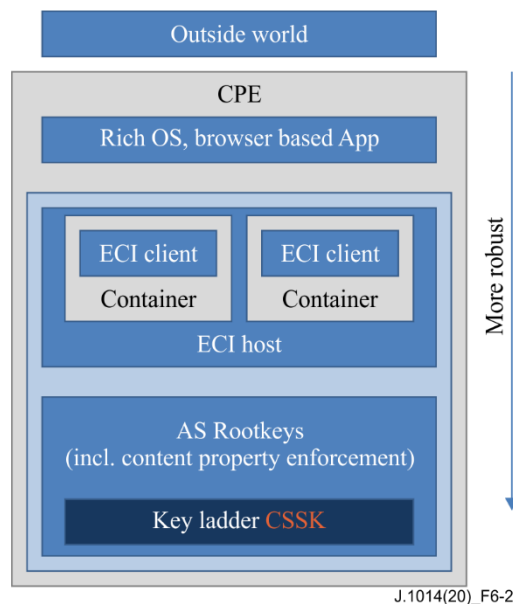 Outside world
CPE
Rich OS, browser based App
ECI client
Container
ECI client
Container
ECI host
AS Rootkeys
(incl. content property enforcement)
Key ladder CSSK
More robust
J.1014(20)_F6-2